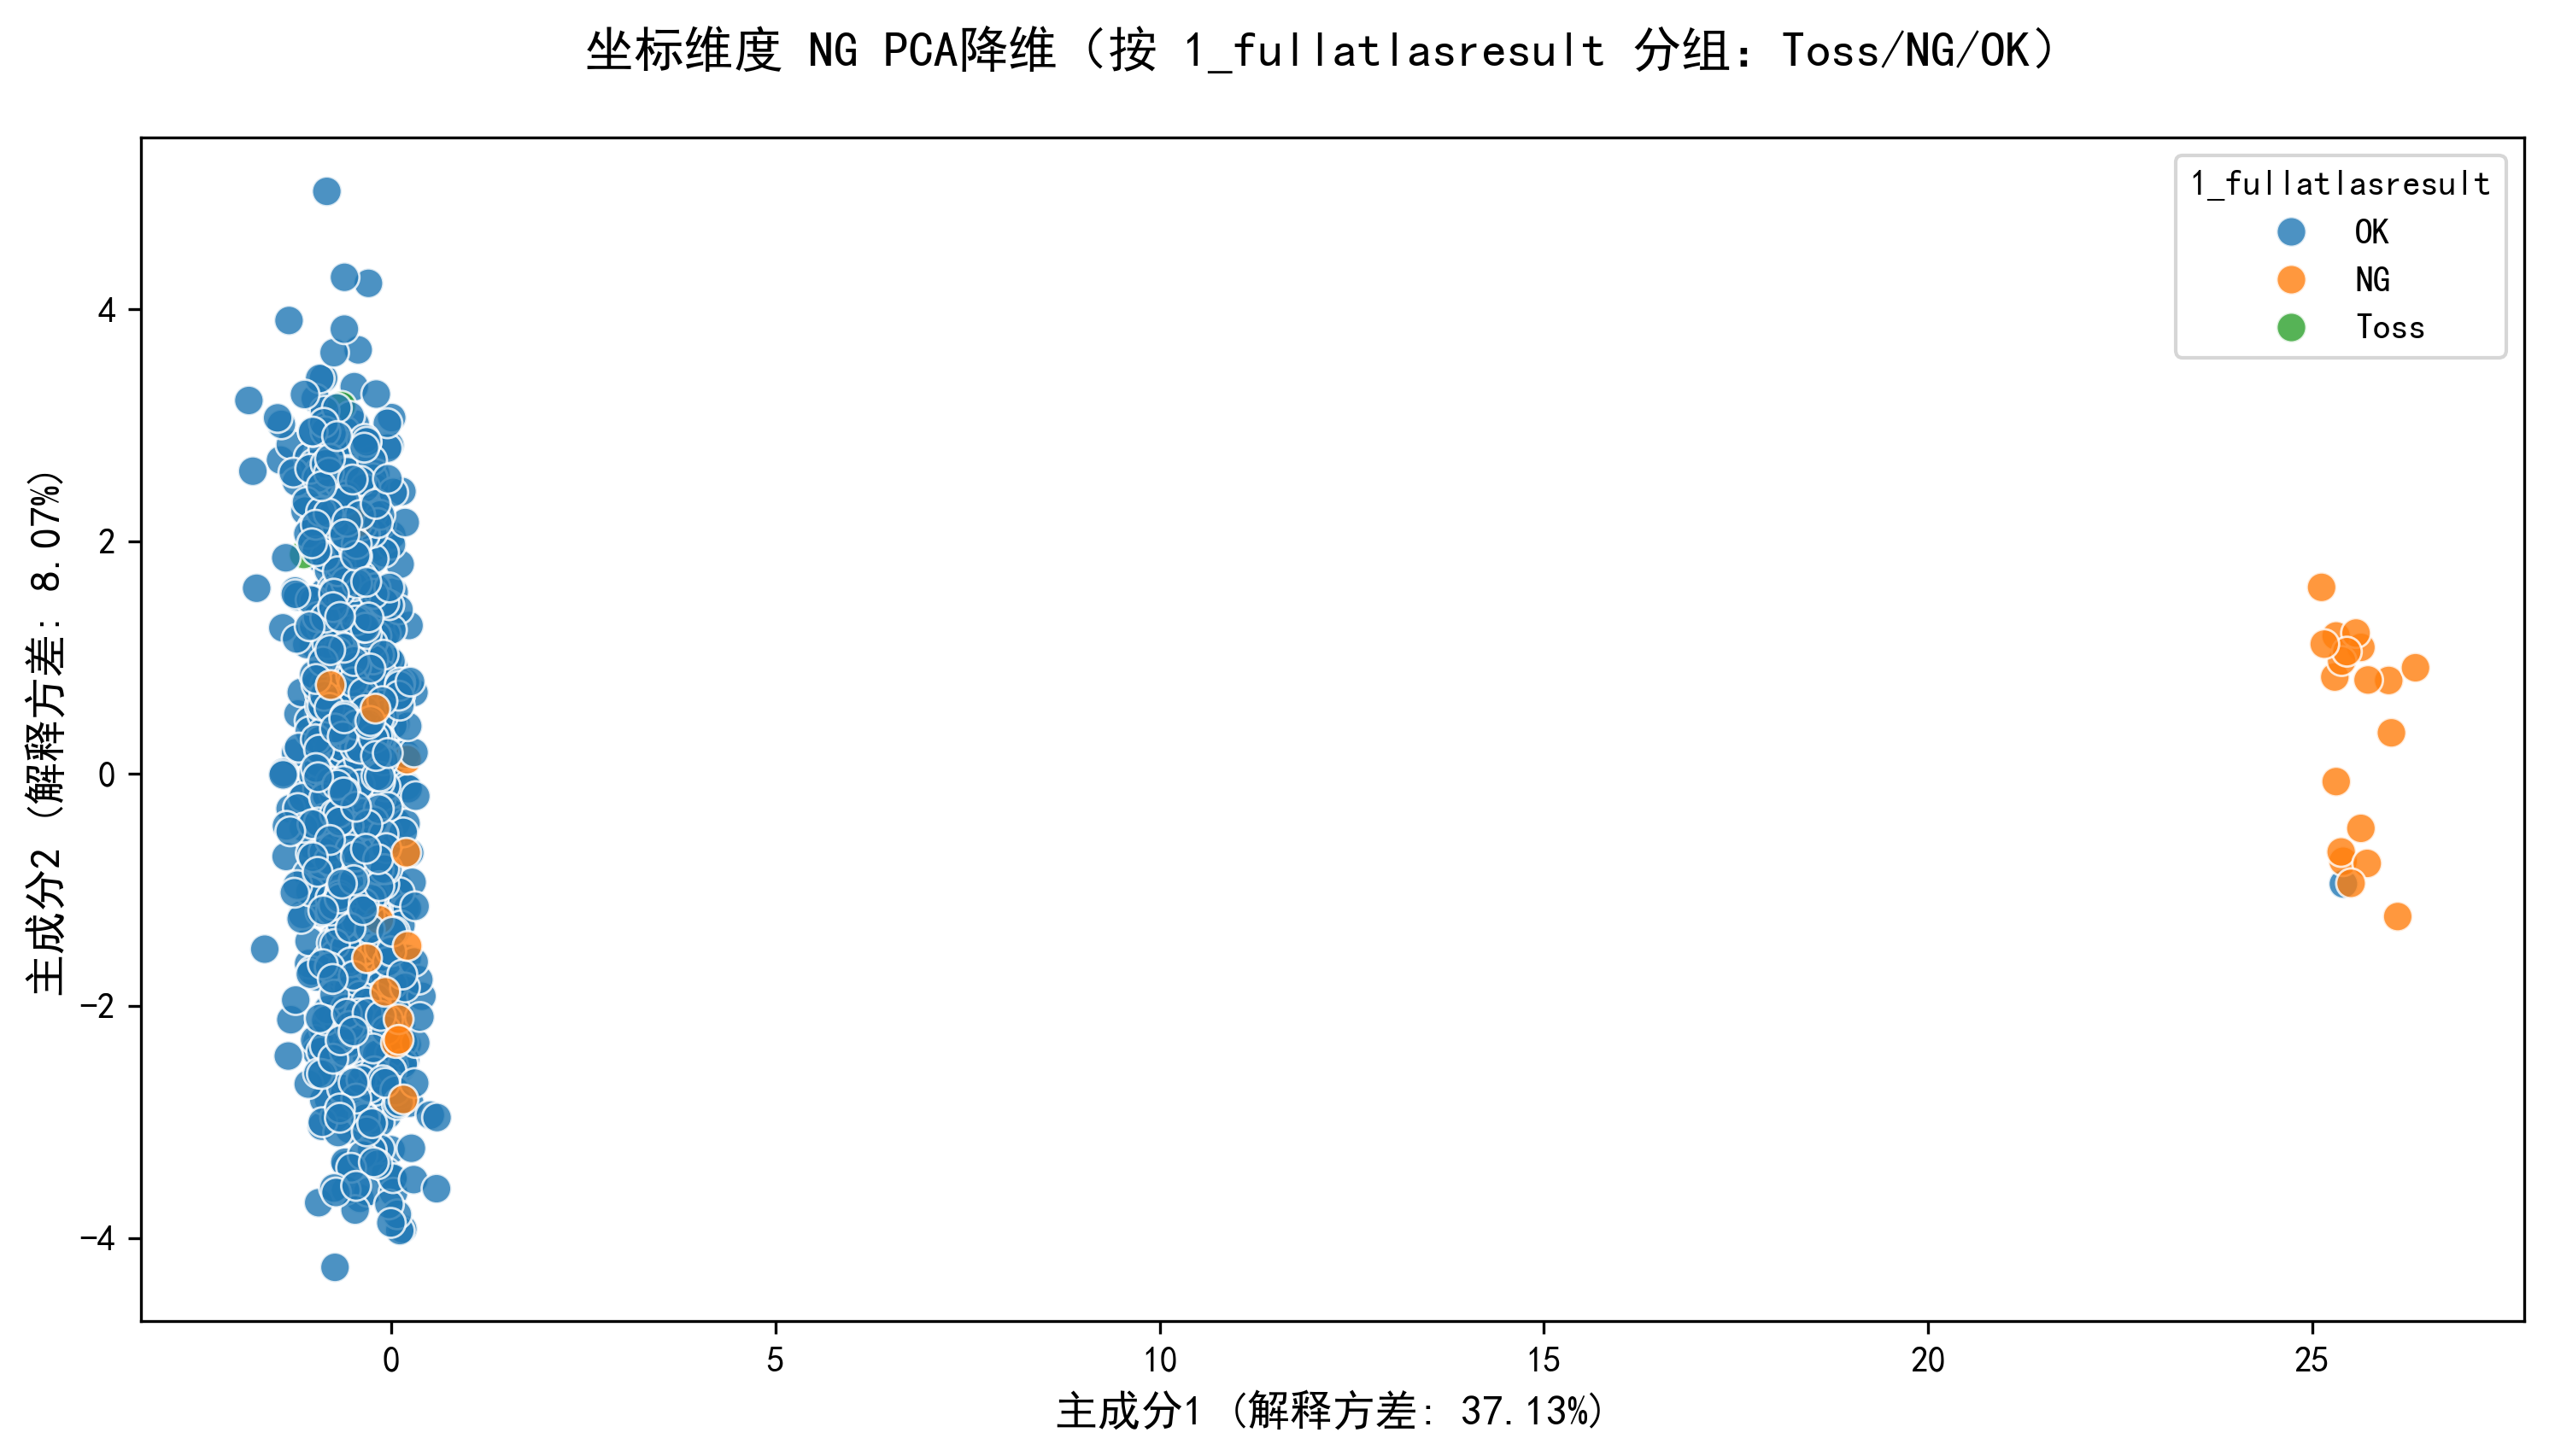 坐标维度 NG PCA降维（按 1_fullatlasresult 分组：Toss/NG/OK）
1_fullatlasresult
OK
NG
Toss
主成分2 (解释方差: 8.07%)
4
2
0
-2
-4
0
5
10
15
20
25
主成分1 (解释方差: 37.13%)